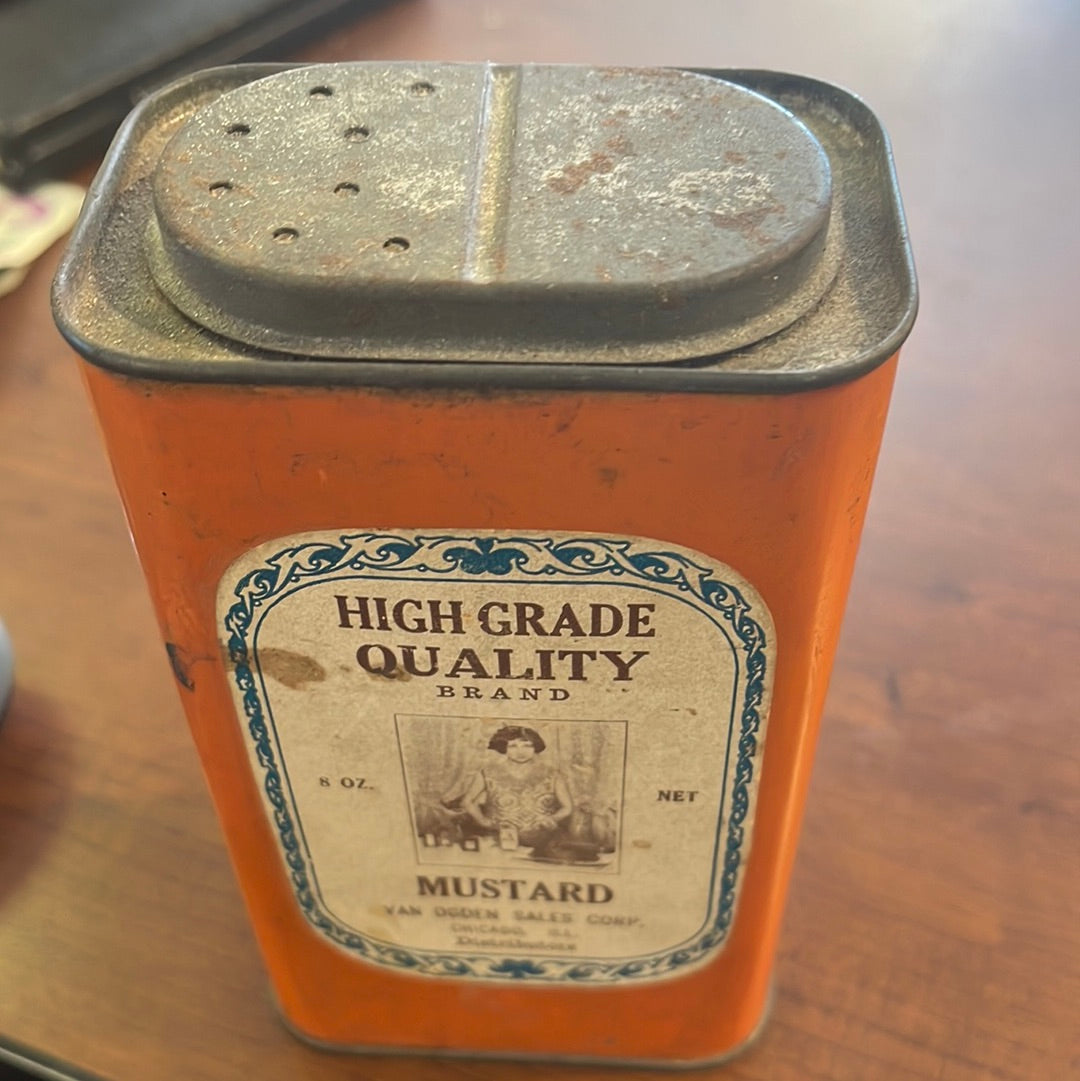 HIGH GRADE
QUALITY
BRAND
8 OZ. NET
MUSTARD
VAN OGDEN SALES CORP.
CHICAGO, ILL.
Distributors